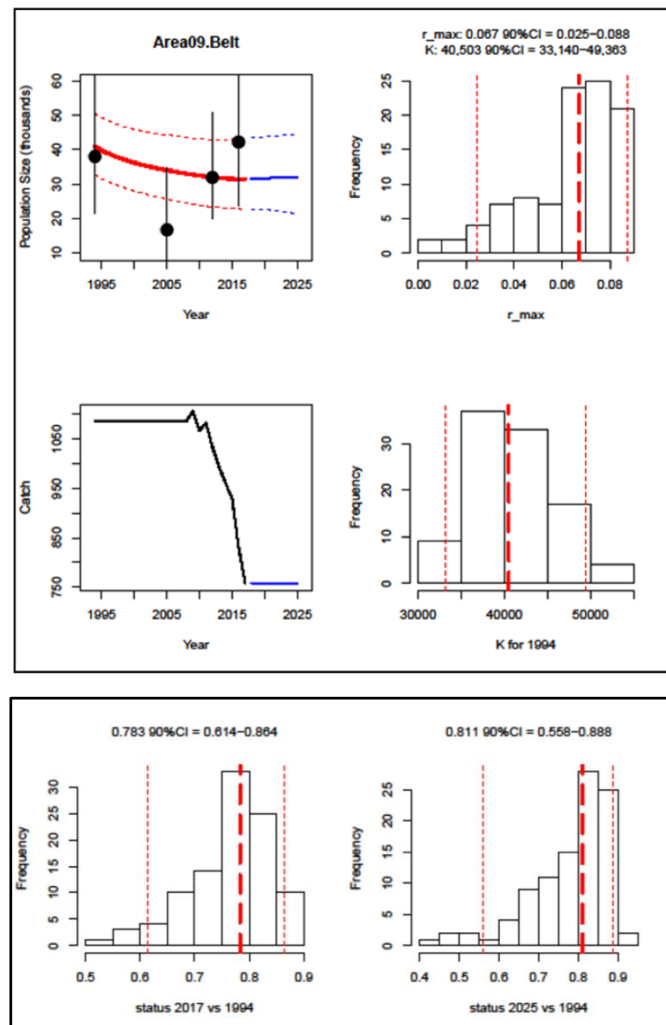 Area09.Belt
Population Size (thousands)
60
50
40
30
20
10
1995 2005 2015 2025
Year
r_max: 0.067 90%CI = 0.025–0.088
K: 40,503 90%CI = 33,140–49,363
Frequency
25
20
15
10
5
0
0.00 0.02 0.04 0.06 0.08
r_max
Catch
1050
950
850
750
1995 2005 2015 2025
Year
Frequency
30
20
10
0
30000 40000 50000
K for 1994
0.783 90%CI = 0.614–0.864
Frequency
30
25
20
15
10
5
0
0.5 0.6 0.7 0.8 0.9
status 2017 vs 1994
0.811 90%CI = 0.558–0.888
Frequency
25
20
15
10
5
0
0.4 0.5 0.6 0.7 0.8 0.9
status 2025 vs 1994